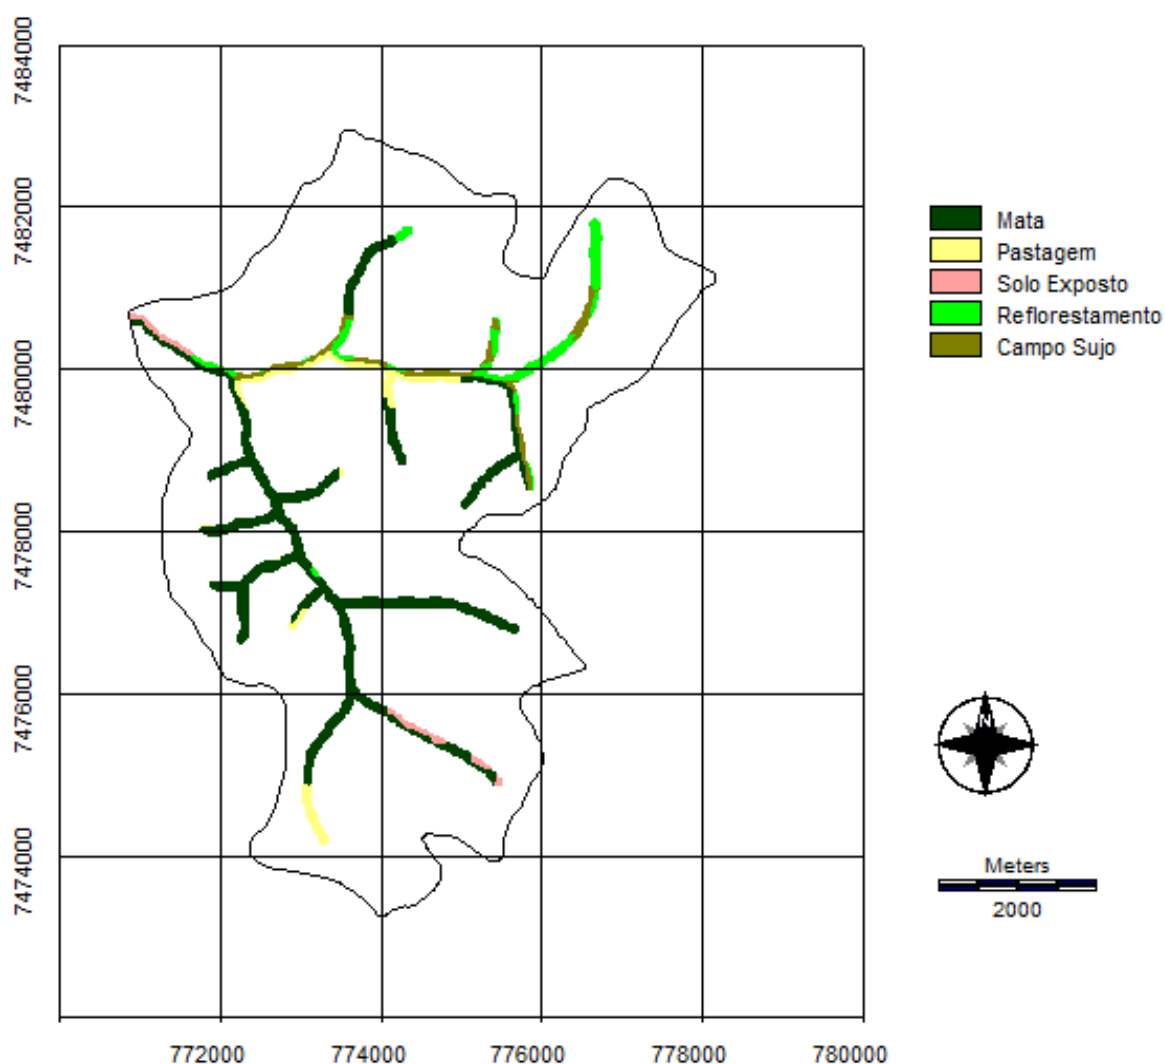 7484000
7482000
7480000
7478000
7476000
7474000
772000
774000
776000
778000
780000
Mata
Pastagem
Solo Exposto
Reflorestamento
Campo Sujo
N
Meters
2000